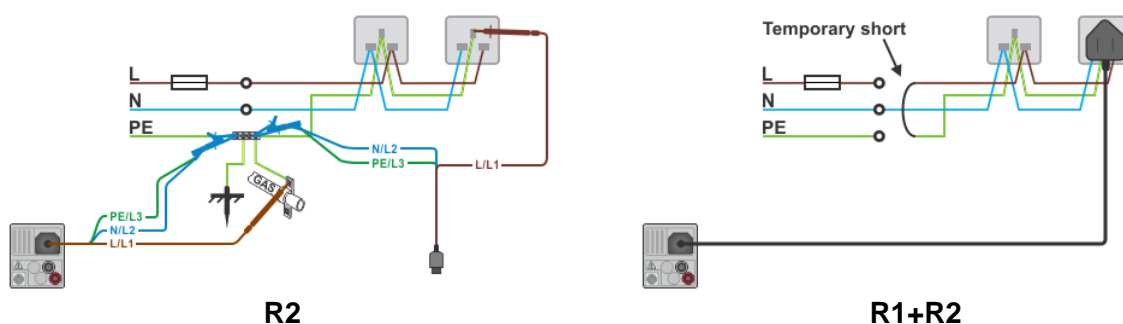 Temporary short
L
N
PE
N/L2
PE/L3
L/L1
GAS
PE/L3
N/L2
L/L1
R2
L
N
PE
R1+R2